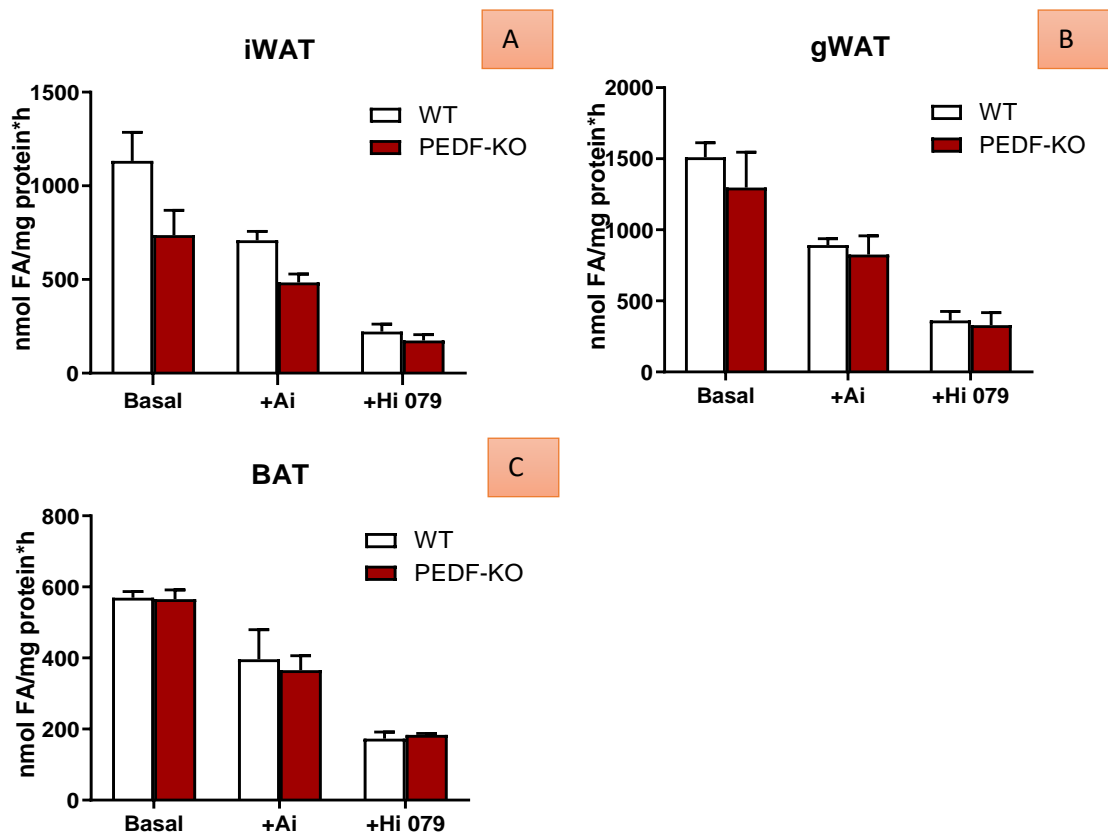 iWAT
A
nmol FA/mg protein*h
1500
1000
500
0
WT
PEDF-KO
Basal
+Ai
+Hi 079
gWAT
B
nmol FA/mg protein*h
2000
1500
1000
500
0
WT
PEDF-KO
Basal
+Ai
+Hi 079
BAT
C
nmol FA/mg protein*h
800
600
400
200
0
WT
PEDF-KO
Basal
+Ai
+Hi 079